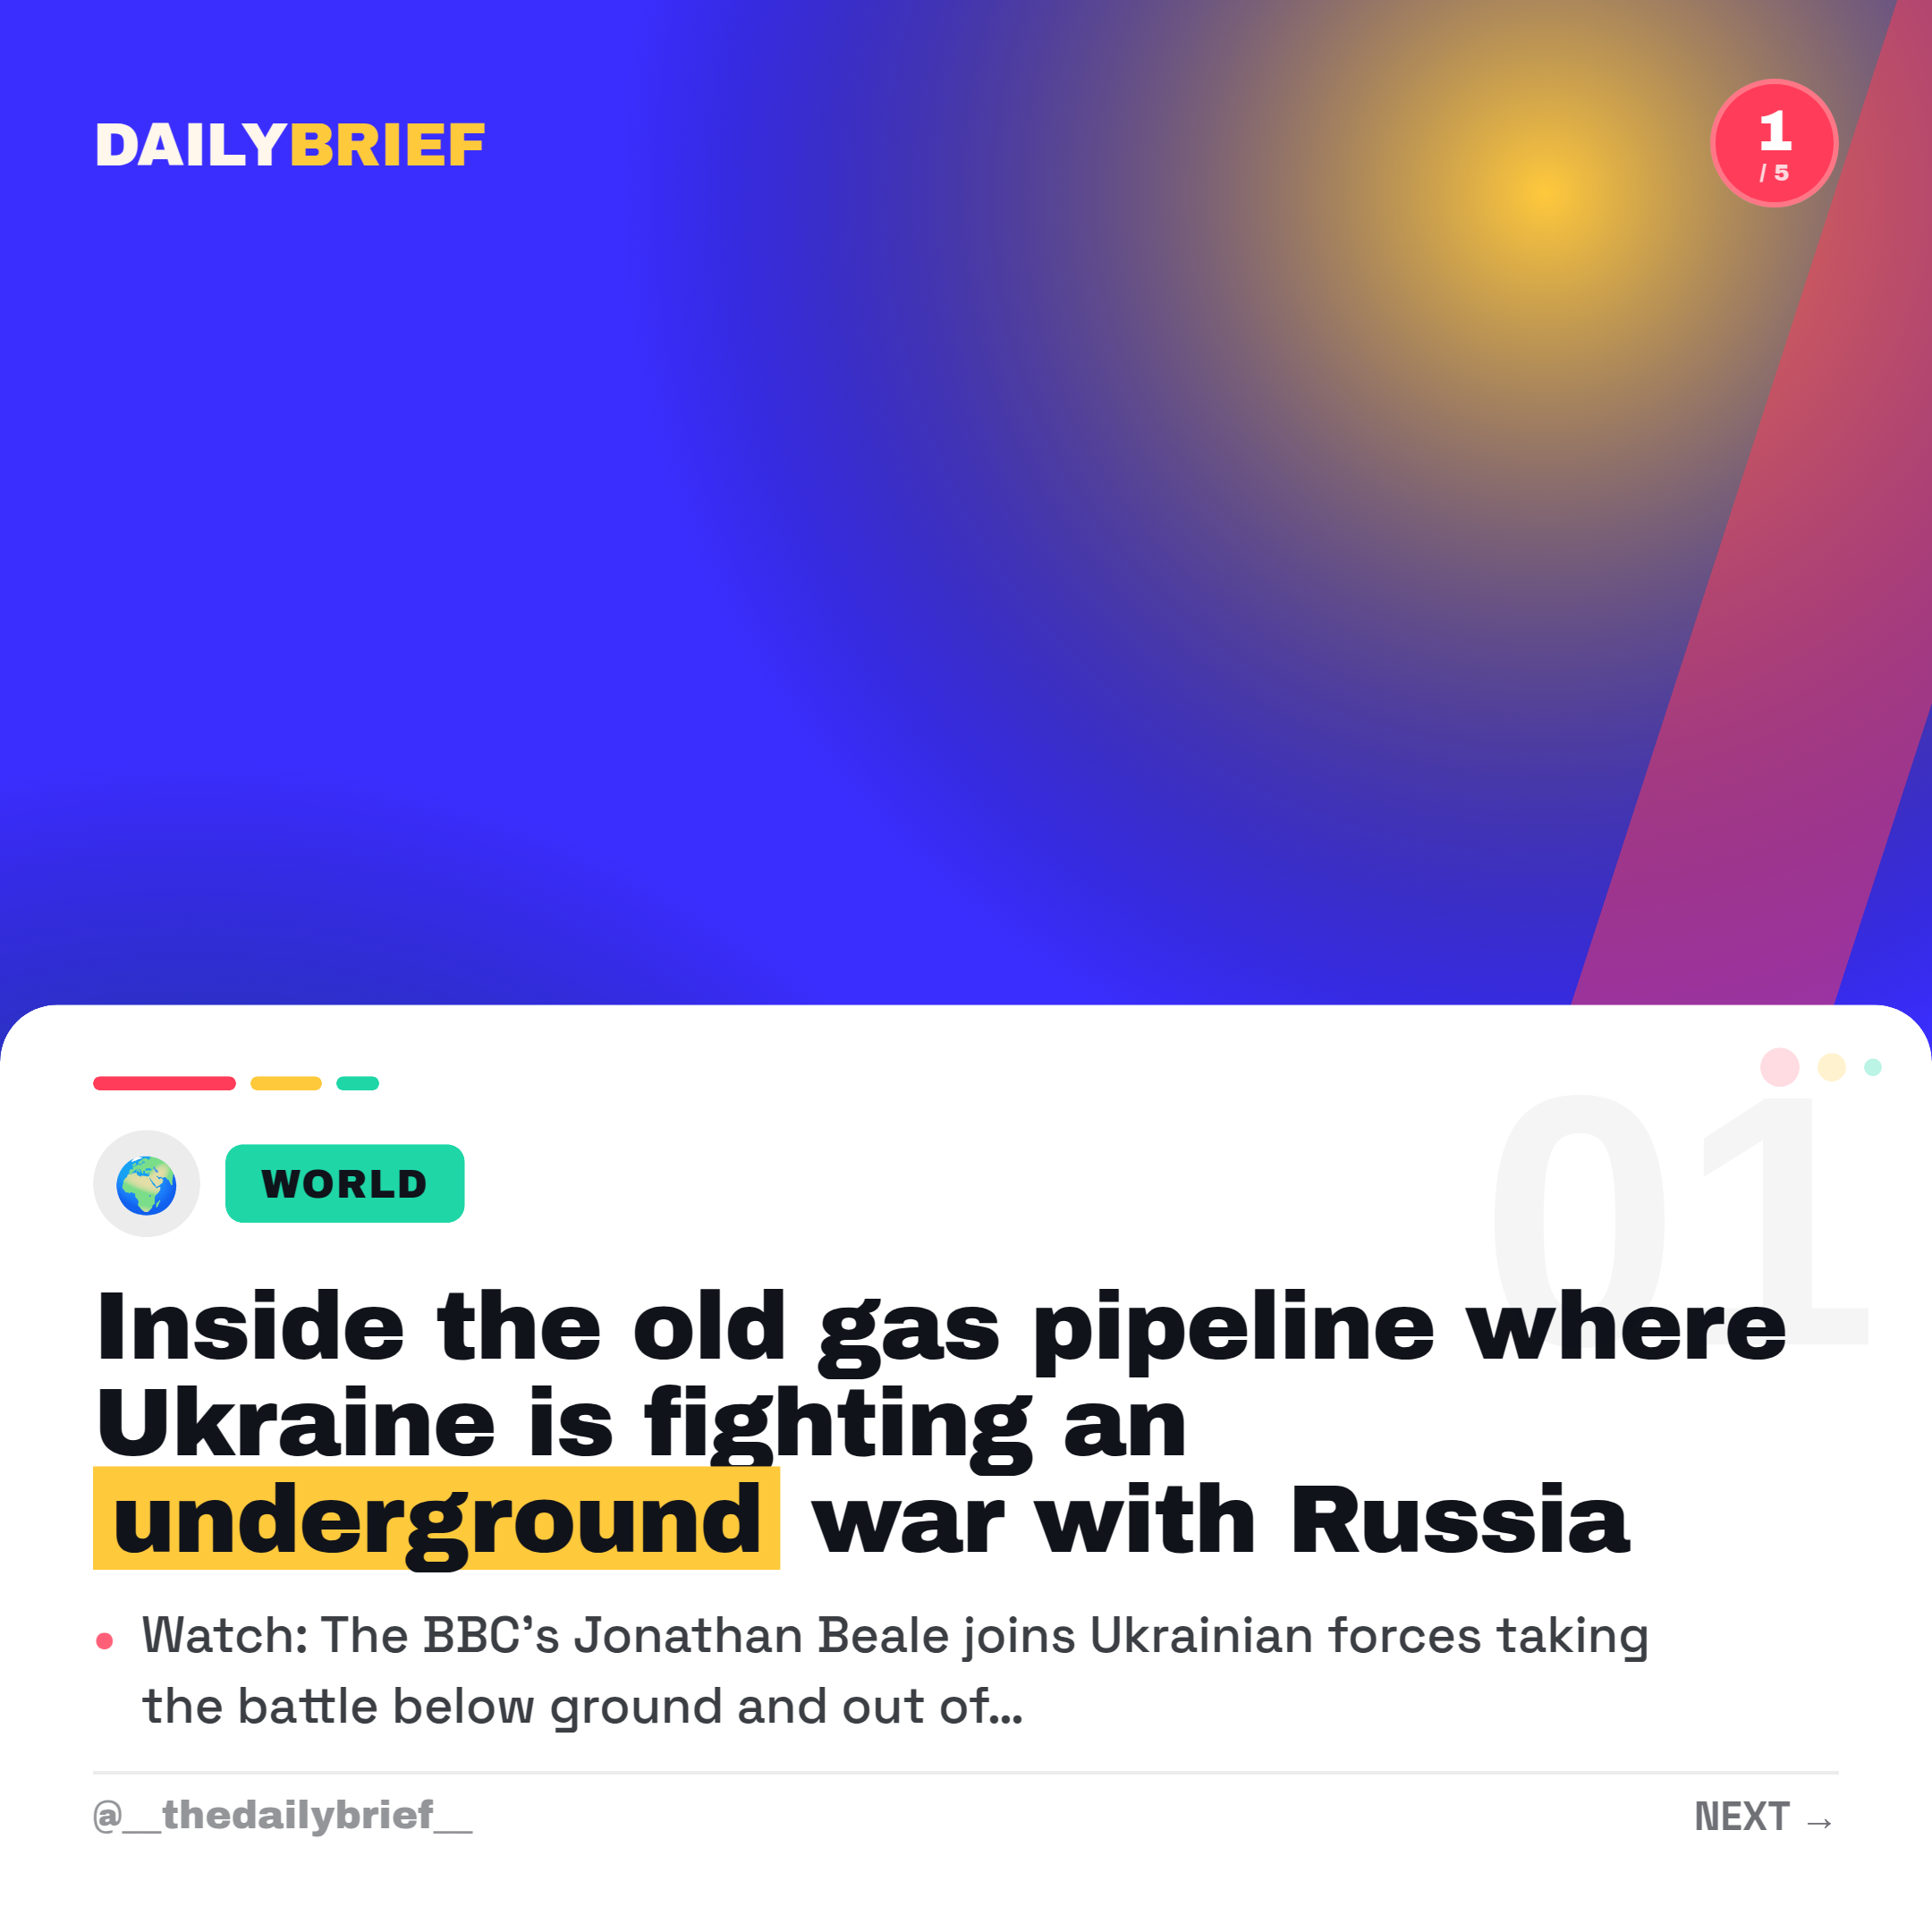 DAILYBRIEF
1
/ 5
01
WORLD
Inside the old gas pipeline where
Ukraine is fighting an
underground war with Russia
Watch: The BBC's Jonathan Beale joins Ukrainian forces taking
the battle below ground and out of...
@__thedailybrief__
NEXT →